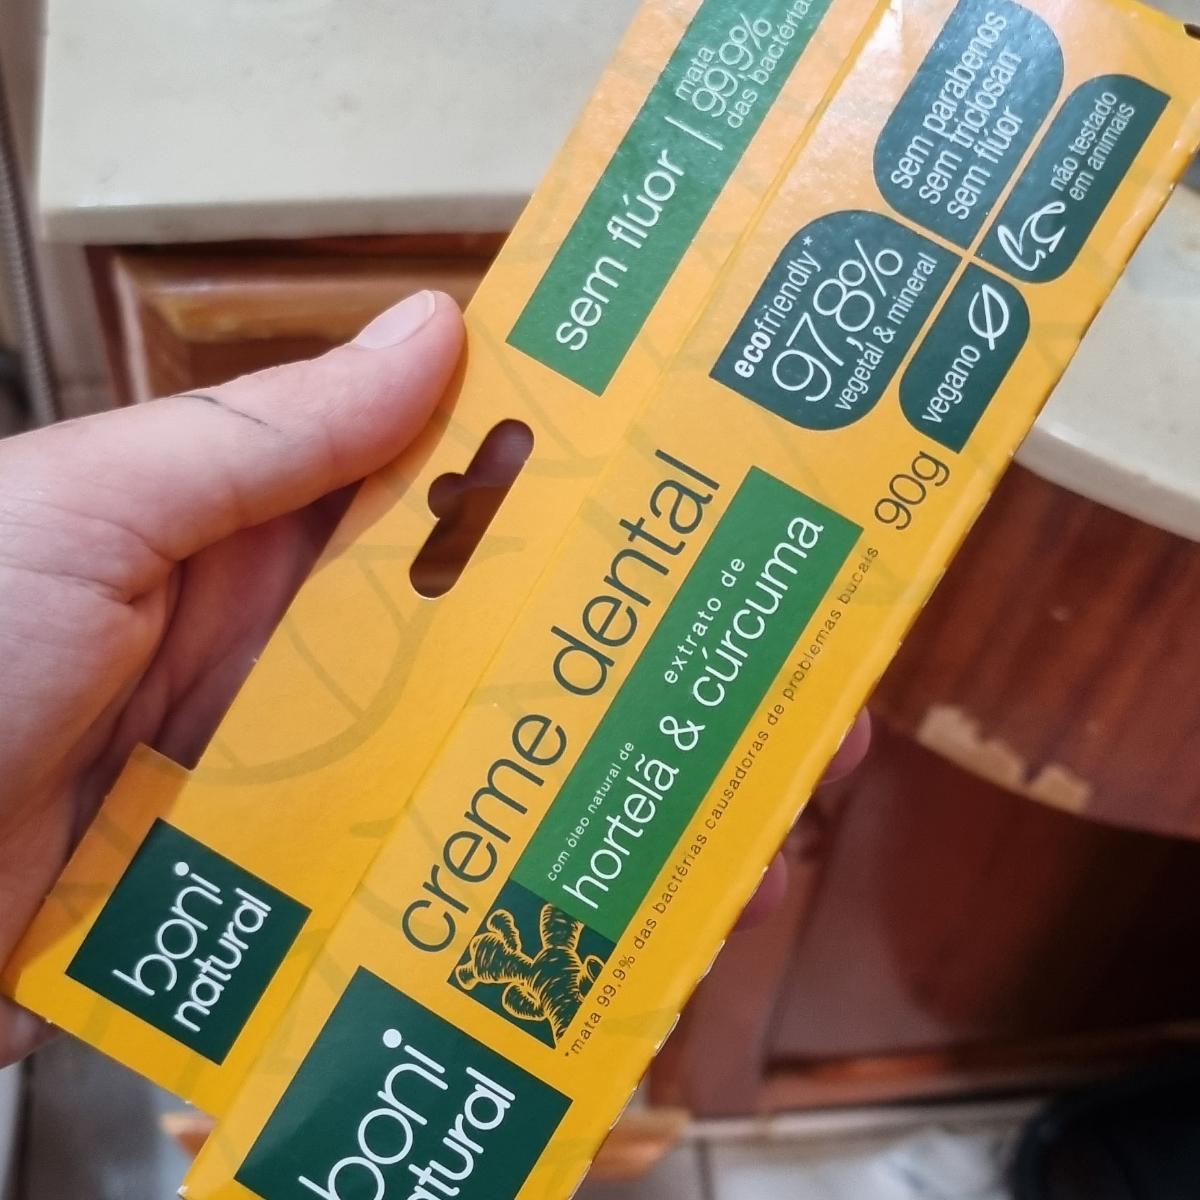 sem flúor | mata
99,9%
das bactérias
sem parabenos
sem triclosan
sem flúor
não testado
em animais
ecofriendly*
97,8%
vegetal & mineral
vegano
creme dental
90g
com óleo natural de
hortelã & extrato de
cúrcuma
*mata 99,9% das bactérias causadoras de problemas bucais
boni
natural
boni
natural